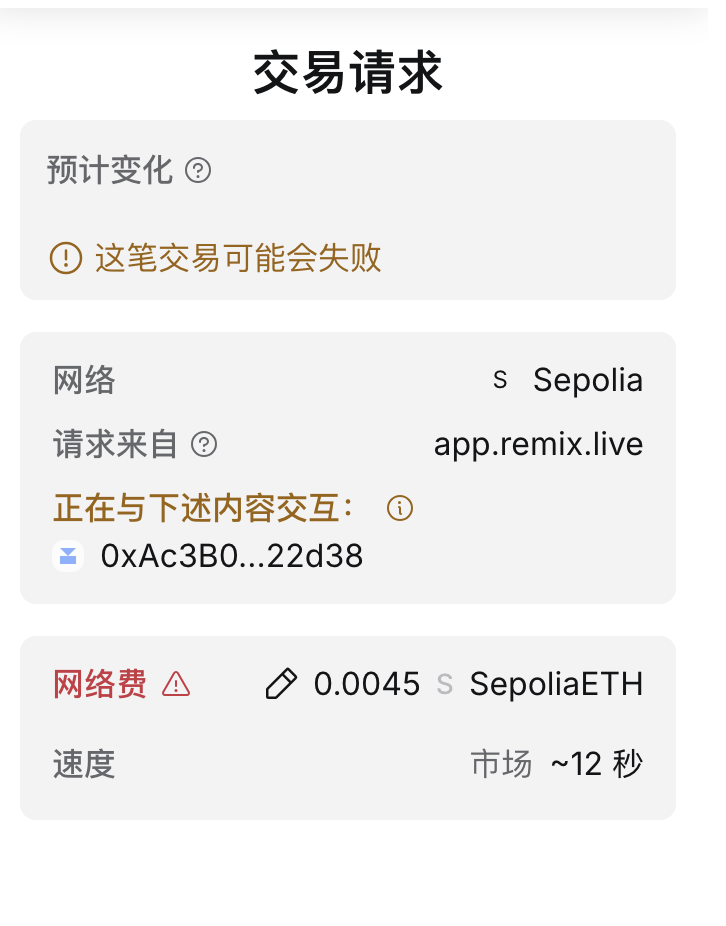 交易请求
预计变化
这笔交易可能会失败
网络 S Sepolia
请求来自 app.remix.live
正在与下述内容交互：
0xAc3B0...22d38
网络费 0.0045 S SepoliaETH
速度 市场 ~12 秒